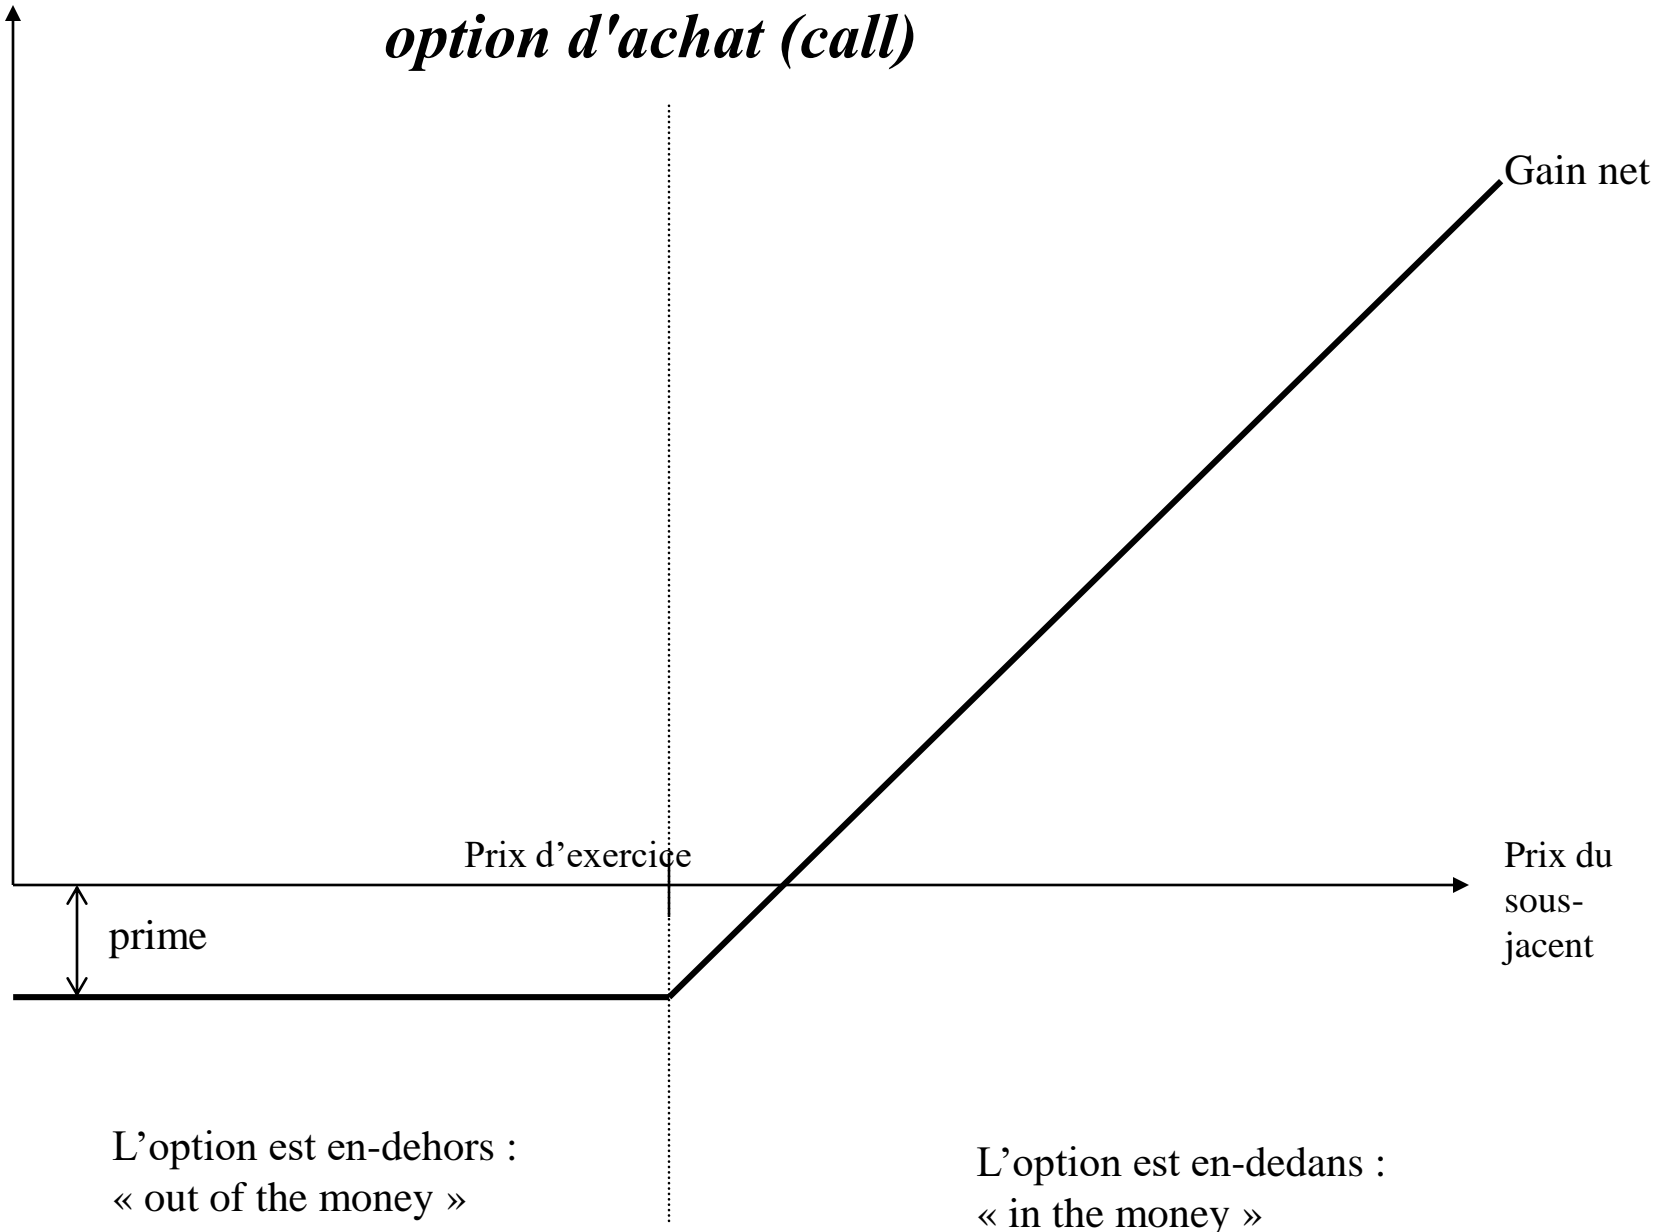 option d'achat (call)
Gain net
Prix d’exercice
Prix du
sous-
jacent
prime
L’option est en-dehors :
« out of the money »
L’option est en-dedans :
« in the money »